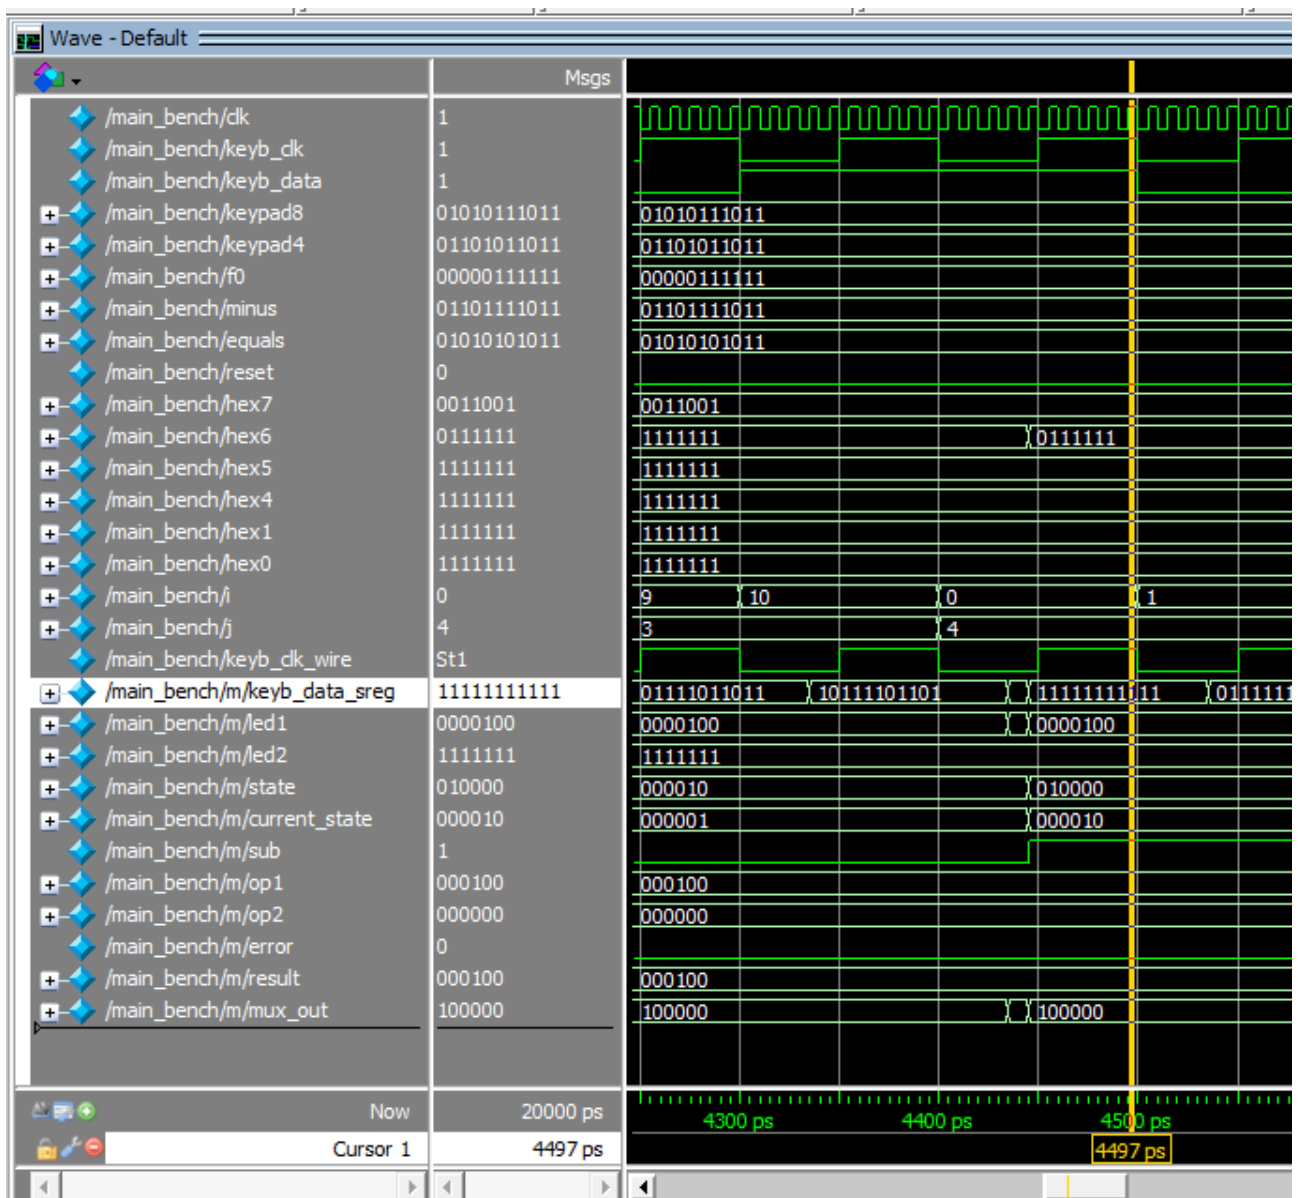 Wave - Default
Msgs
/main_bench/clk 1
/main_bench/keyb_clk 1
/main_bench/keyb_data 1
/main_bench/keypad8 01010111011 01010111011
/main_bench/keypad4 01101011011 01101011011
/main_bench/f0 00000111111 00000111111
/main_bench/minus 01101111011 01101111011
/main_bench/equals 01010101011 01010101011
/main_bench/reset 0
/main_bench/hex7 0011001 0011001
/main_bench/hex6 0111111 1111111 0111111
/main_bench/hex5 1111111 1111111
/main_bench/hex4 1111111 1111111
/main_bench/hex1 1111111 1111111
/main_bench/hex0 1111111 1111111
/main_bench/i 0 9 10 0 1
/main_bench/j 4 3 4
/main_bench/keyb_clk_wire St1
/main_bench/m/keyb_data_sreg 11111111111 01111011011 10111101101 11111111111 0111111
/main_bench/m/led1 0000100 0000100 0000100
/main_bench/m/led2 1111111 1111111
/main_bench/m/state 010000 000010 010000
/main_bench/m/current_state 000010 000001 000010
/main_bench/m/sub 1
/main_bench/m/op1 000100 000100
/main_bench/m/op2 000000 000000
/main_bench/m/error 0
/main_bench/m/result 000100 000100
/main_bench/m/mux_out 100000 100000 100000
Now 20000 ps 4300 ps 4400 ps 4500 ps
Cursor 1 4497 ps 4497 ps